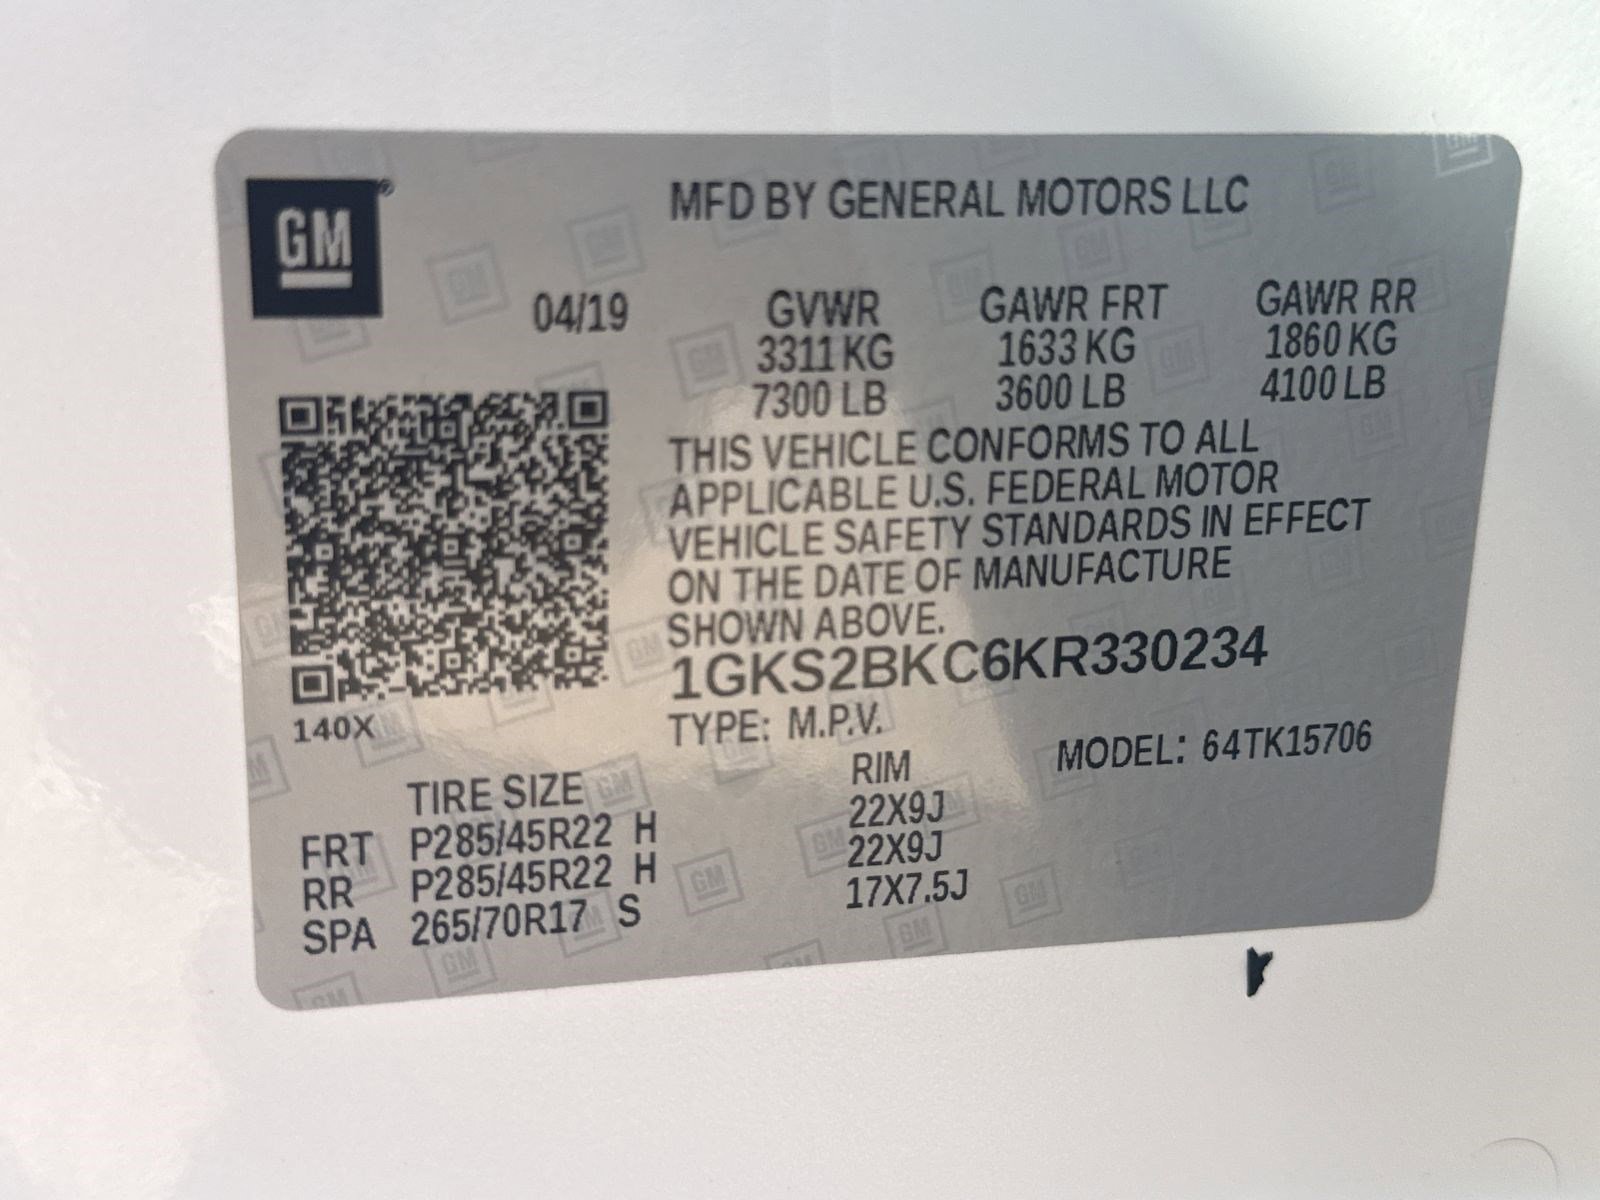 GM
MFD BY GENERAL MOTORS LLC
04/19 GVWR GAWR FRT GAWR RR
3311 KG 1633 KG 1860 KG
7300 LB 3600 LB 4100 LB
THIS VEHICLE CONFORMS TO ALL
APPLICABLE U.S. FEDERAL MOTOR
VEHICLE SAFETY STANDARDS IN EFFECT
ON THE DATE OF MANUFACTURE
SHOWN ABOVE.
1GKS2BKC6KR330234
140X
TYPE: M.P.V. MODEL: 64TK15706
TIRE SIZE RIM
FRT P285/45R22 H 22X9J
RR P285/45R22 H 22X9J
SPA 265/70R17 S 17X7.5J